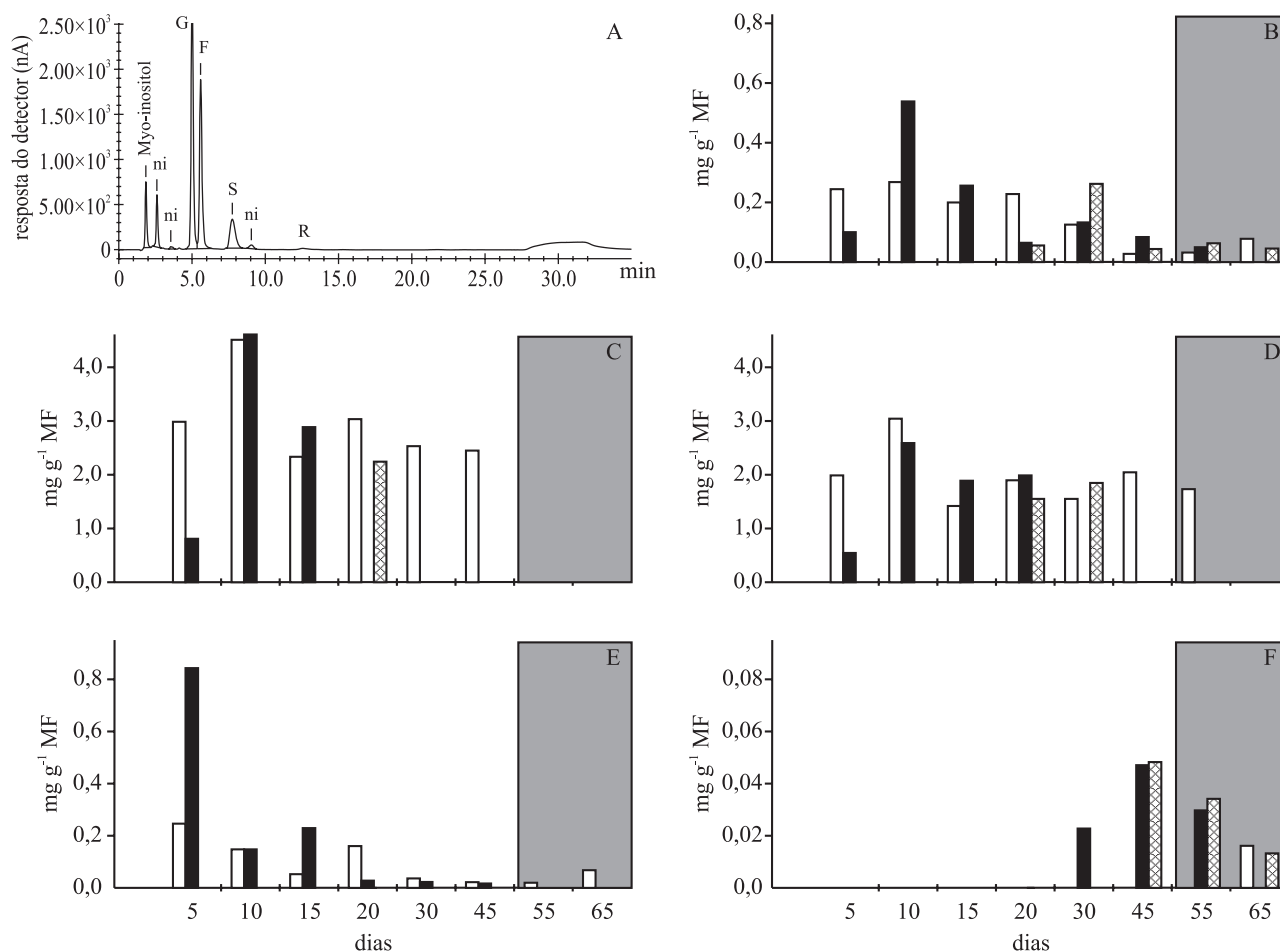 A
resposta do detector (nA)
2.50×10³
2.00×10³
1.50×10³
1.00×10³
5.00×10²
0
Myo-inositol
ni
ni
G
F
S
ni
R
0.0 5.0 10.0 15.0 20.0 25.0 30.0 min
B
mg g⁻¹ MF
0,8
0,6
0,4
0,2
0,0
C
mg g⁻¹ MF
4,0
3,0
2,0
1,0
0,0
D
mg g⁻¹ MF
4,0
3,0
2,0
1,0
0,0
E
mg g⁻¹ MF
0,8
0,6
0,4
0,2
0,0
5 10 15 20 30 45 55 65
dias
F
mg g⁻¹ MF
0,08
0,06
0,04
0,02
0,0
5 10 15 20 30 45 55 65
dias